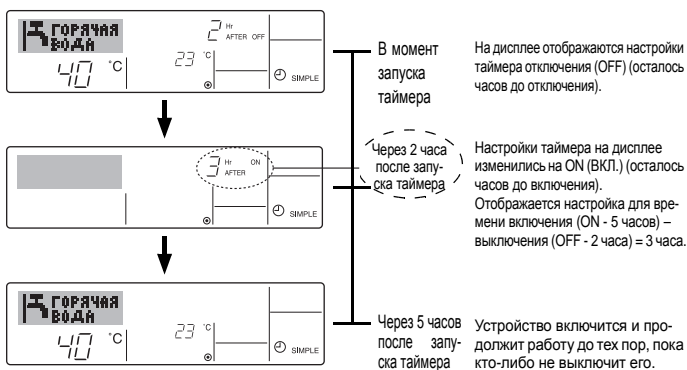 ГОРЯЧАЯ
ВОДА
40 °C
2 Hr
AFTER OFF
23 °C
SIMPLE
В момент
запуска
таймера
На дисплее отображаются настройки
таймера отключения (OFF) (осталось
часов до отключения).
3 Hr ON
AFTER
SIMPLE
Через 2 часа
после запу-
ска таймера
Настройки таймера на дисплее
изменились на ON (ВКЛ.) (осталось
часов до включения).
Отображается настройка для вре-
мени включения (ON - 5 часов) –
выключения (OFF - 2 часа) = 3 часа.
ГОРЯЧАЯ
ВОДА
40 °C
23 °C
SIMPLE
Через 5 часов
после запу-
ска таймера
Устройство включится и про-
должит работу до тех пор, пока
кто-либо не выключит его.